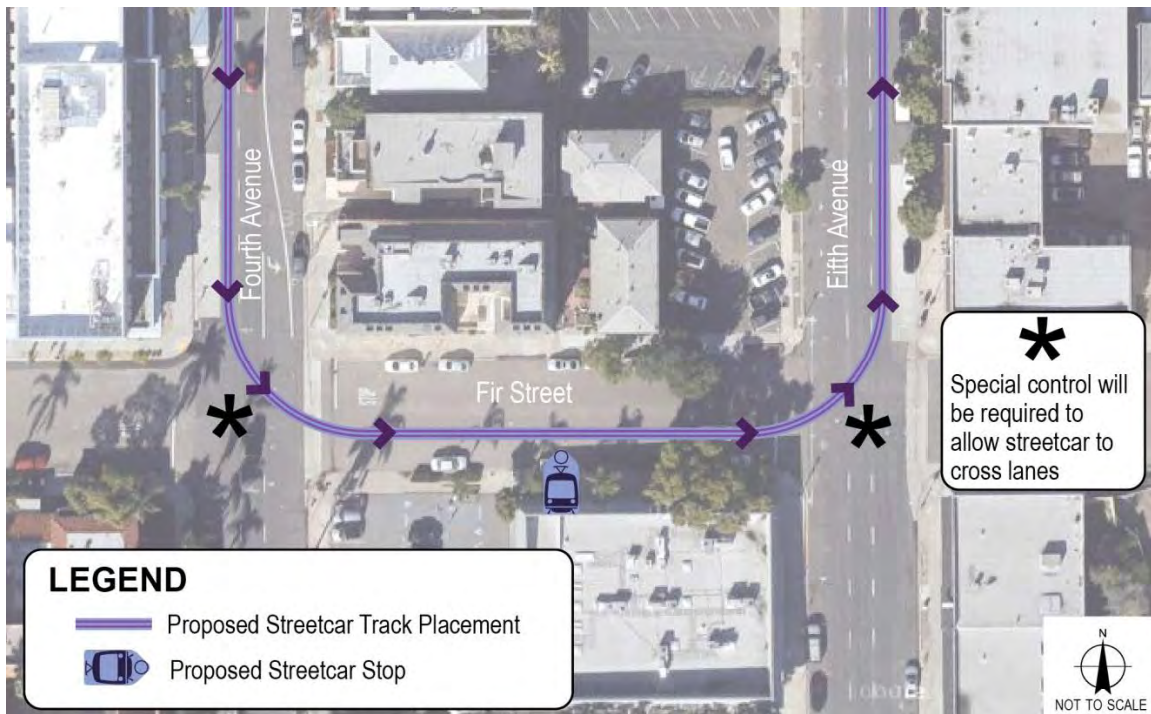 Fourth Avenue
Fifth Avenue
Fir Street
*
*
*
Special control will
be required to
allow streetcar to
cross lanes
LEGEND
Proposed Streetcar Track Placement
Proposed Streetcar Stop
N
NOT TO SCALE